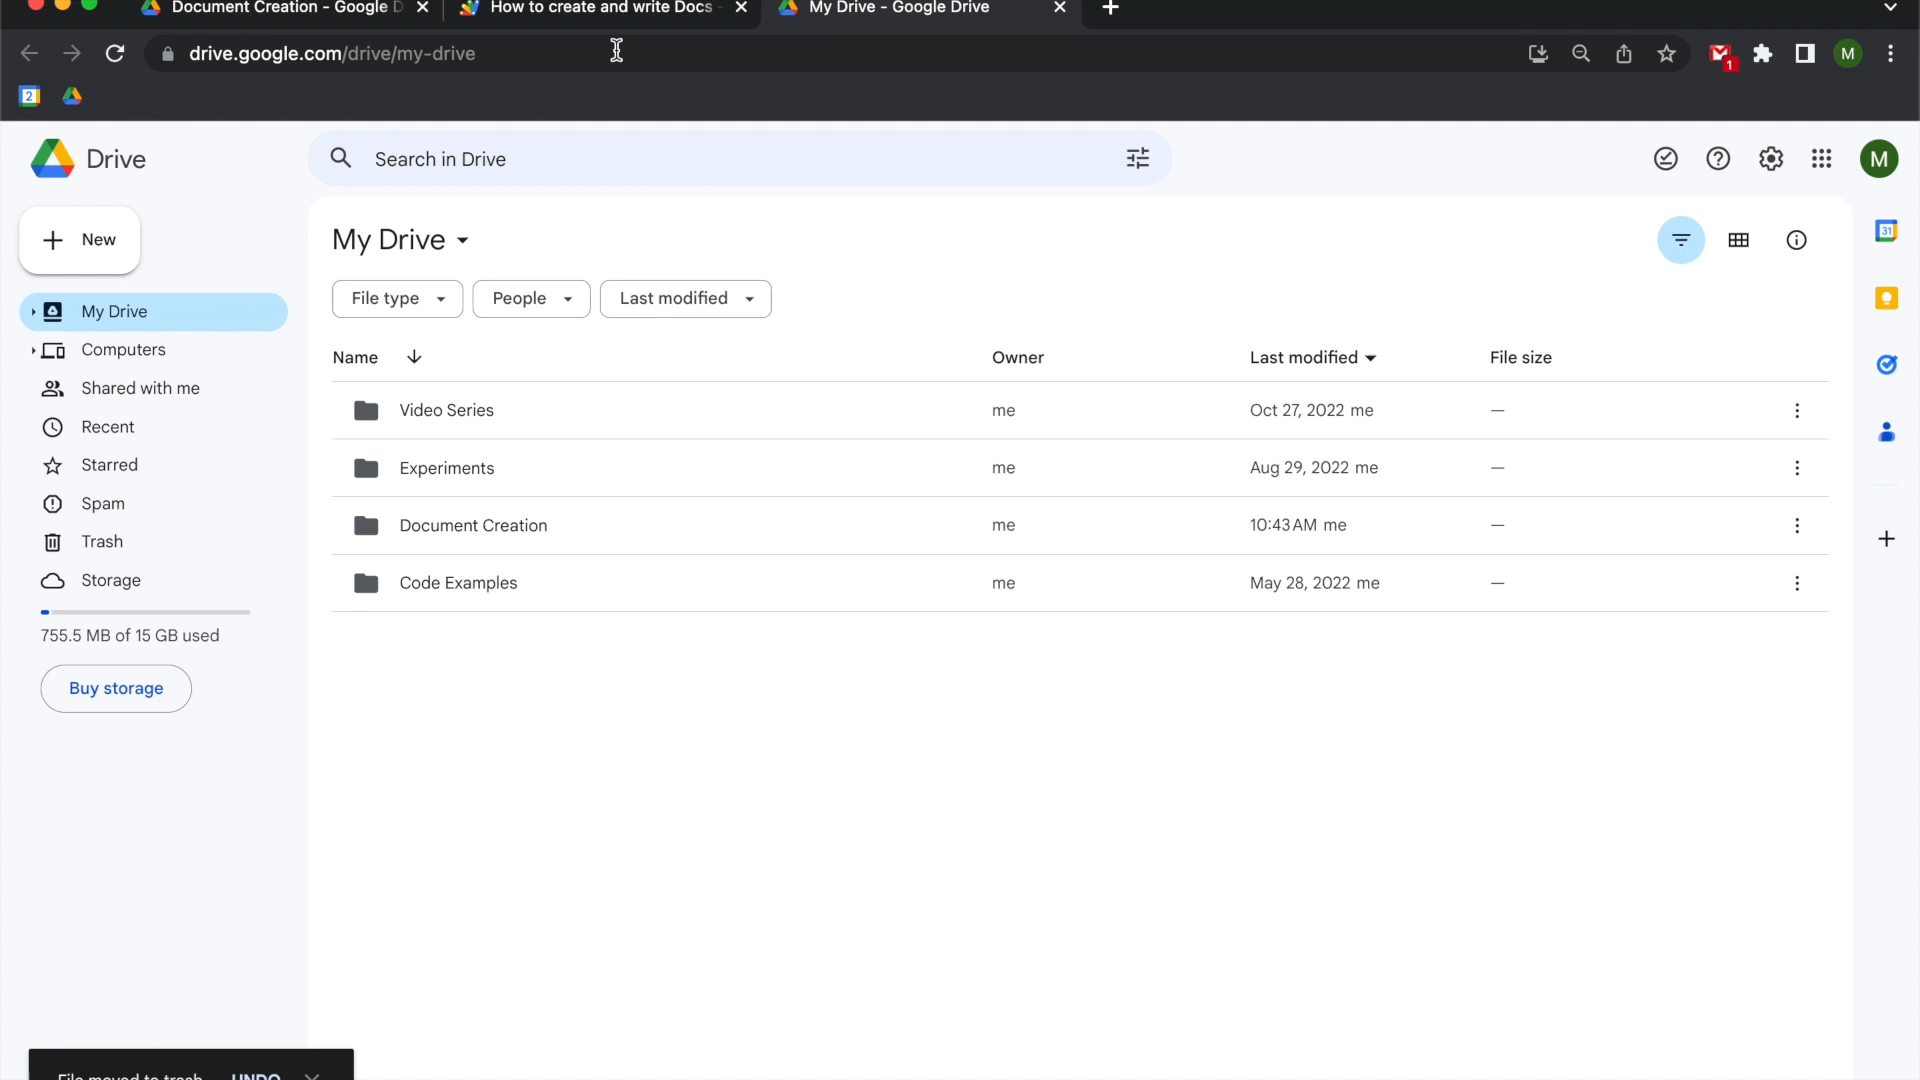 Document Creation - Google D
How to create and write Docs -
My Drive - Google Drive
drive.google.com/drive/my-drive
1
M
2
Drive
Search in Drive
M
New
My Drive
31
File type
People
Last modified
My Drive
Computers
Shared with me
Recent
Starred
Spam
Trash
Storage
755.5 MB of 15 GB used
Buy storage
Name
Owner
Last modified
File size
Video Series
me
Oct 27, 2022 me
—
Experiments
me
Aug 29, 2022 me
—
Document Creation
me
10:43 AM me
—
Code Examples
me
May 28, 2022 me
—
File moved to trash
UNDO